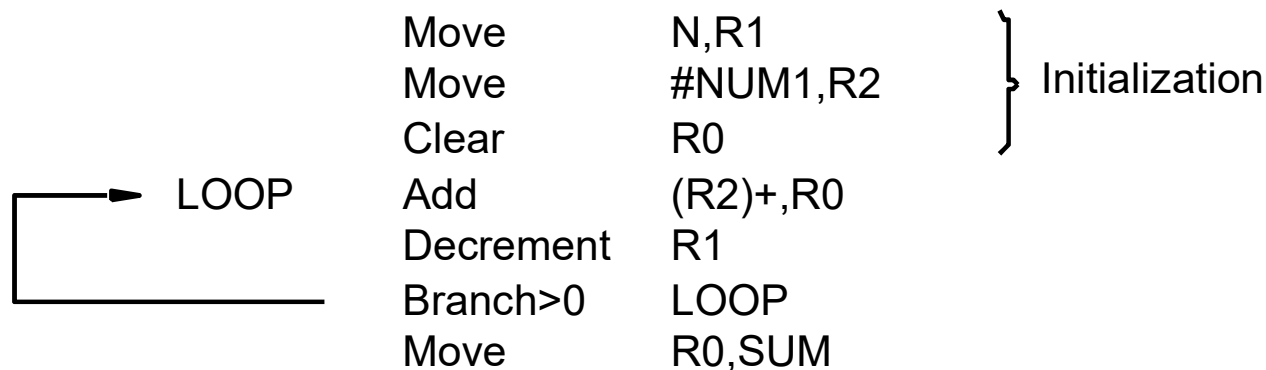 Move N,R1
Move #NUM1,R2 Initialization
Clear R0
LOOP Add (R2)+,R0
Decrement R1
Branch>0 LOOP
Move R0,SUM